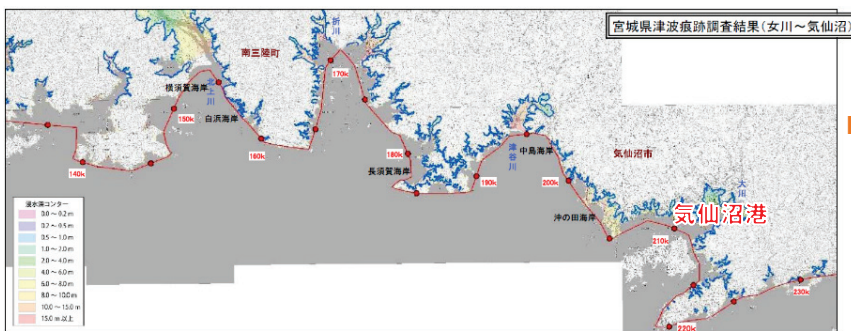 宮城県津波痕跡調査結果(女川～気仙沼)
折川
南三陸町
170k
横須賀海岸
北上川
150k
白浜海岸
160k
140k
180k
長須賀海岸
中島海岸
津谷川
190k
気仙沼市
200k
大川
沖の田海岸
気仙沼港
210k
230k
220k
浸水深コンター
0.0～0.2 m
0.2～0.5 m
0.5～1.0 m
1.0～2.0 m
2.0～4.0 m
4.0～6.0 m
6.0～8.0 m
8.0～10.0 m
10.0～15.0 m
15.0 m 以上